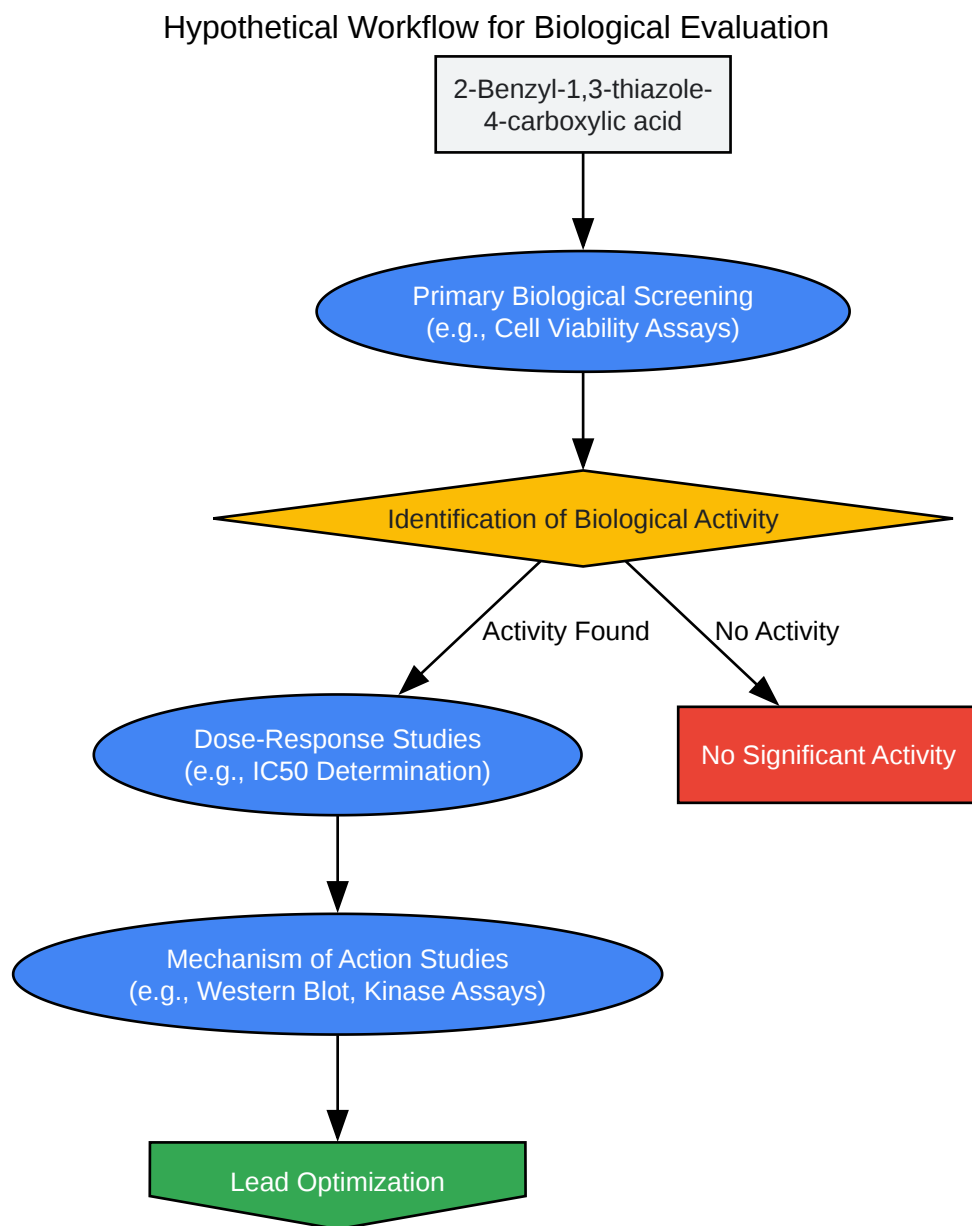 Hypothetical Workflow for Biological Evaluation
2-Benzyl-1,3-thiazole-
4-carboxylic acid
Primary Biological Screening
(e.g., Cell Viability Assays)
Identification of Biological Activity
Activity Found
No Activity
Dose-Response Studies
(e.g., IC50 Determination)
No Significant Activity
Mechanism of Action Studies
(e.g., Western Blot, Kinase Assays)
Lead Optimization